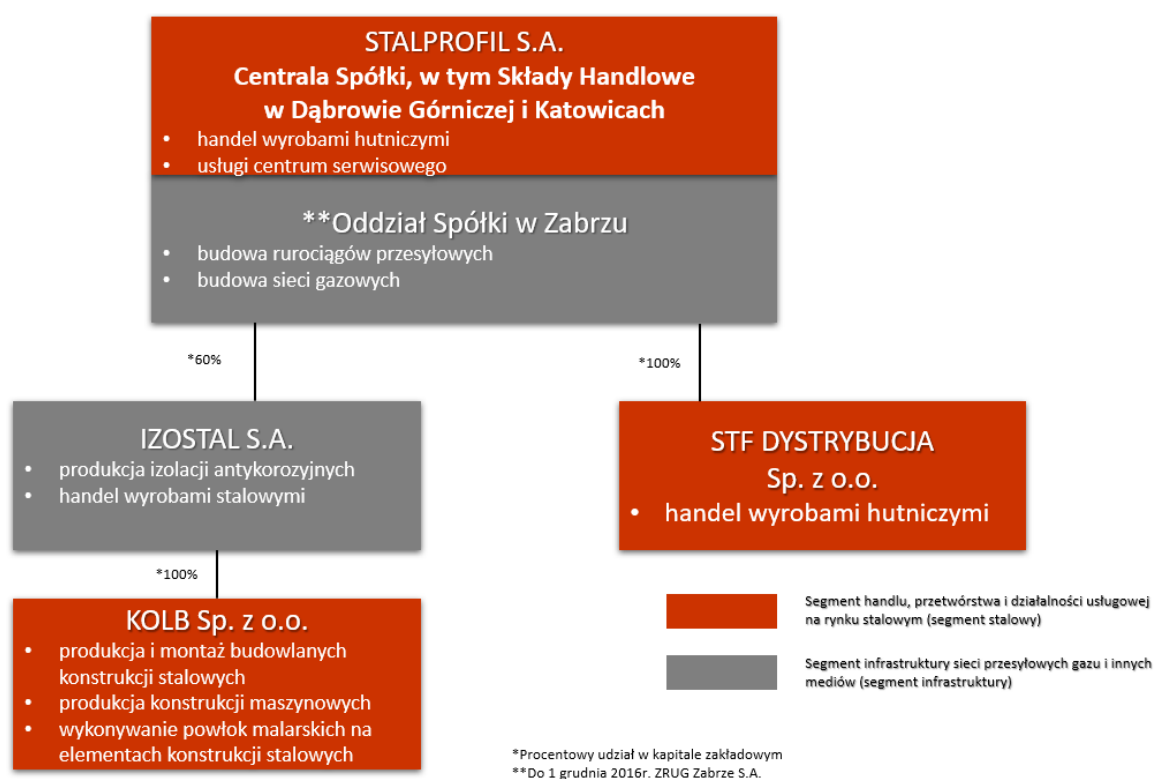 STALPROFIL S.A.
Centrala Spółki, w tym Składy Handlowe
w Dąbrowie Górniczej i Katowicach
• handel wyrobami hutniczymi
• usługi centrum serwisowego
**Oddział Spółki w Zabrzu
• budowa rurociągów przesyłowych
• budowa sieci gazowych
*60%
*100%
IZOSTAL S.A.
• produkcja izolacji antykorozyjnych
• handel wyrobami stalowymi
STF DYSTRYBUCJA
Sp. z o.o.
• handel wyrobami hutniczymi
*100%
KOLB Sp. z o.o.
• produkcja i montaż budowlanych
konstrukcji stalowych
• produkcja konstrukcji maszynowych
• wykonywanie powłok malarskich na
elementach konstrukcji stalowych
Segment handlu, przetwórstwa i działalności usługowej
na rynku stalowym (segment stalowy)
Segment infrastruktury sieci przesyłowych gazu i innych
mediów (segment infrastruktury)
*Procentowy udział w kapitale zakładowym
**Do 1 grudnia 2016r. ZRUG Zabrze S.A.